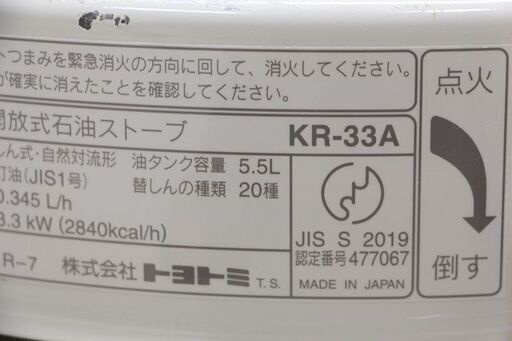 トつまみを緊急消火の方向に回して、消火してください。
が確実に消えたことを確認してください。
開放式石油ストーブ KR-33A
しん式・自然対流形 油タンク容量 5.5L
灯油(JIS1号) 替しんの種類 20種
0.345 L/h
3.3 kW (2840kcal/h)
R-7 株式会社トヨトミ T.S.
JIS S 2019
認定番号477067
MADE IN JAPAN
点火
倒す